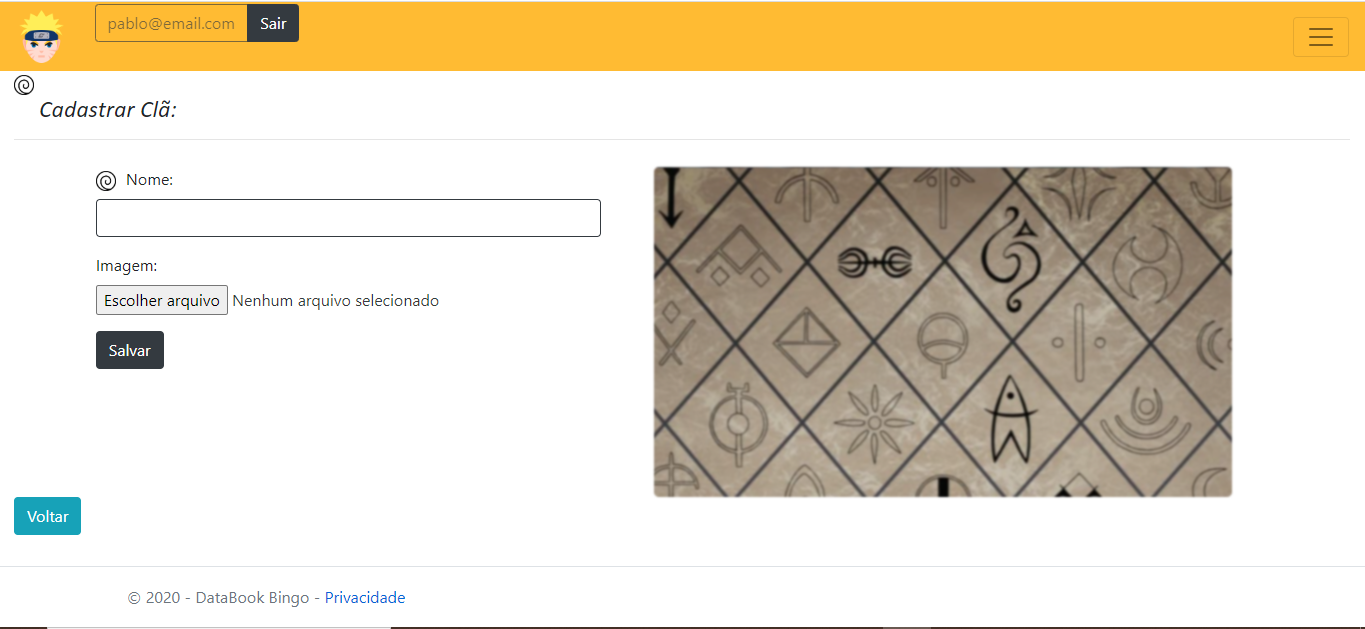 pablo@email.com Sair
Cadastrar Clã:
Nome:
Imagem:
Escolher arquivo Nenhum arquivo selecionado
Salvar
Voltar
© 2020 - DataBook Bingo - Privacidade